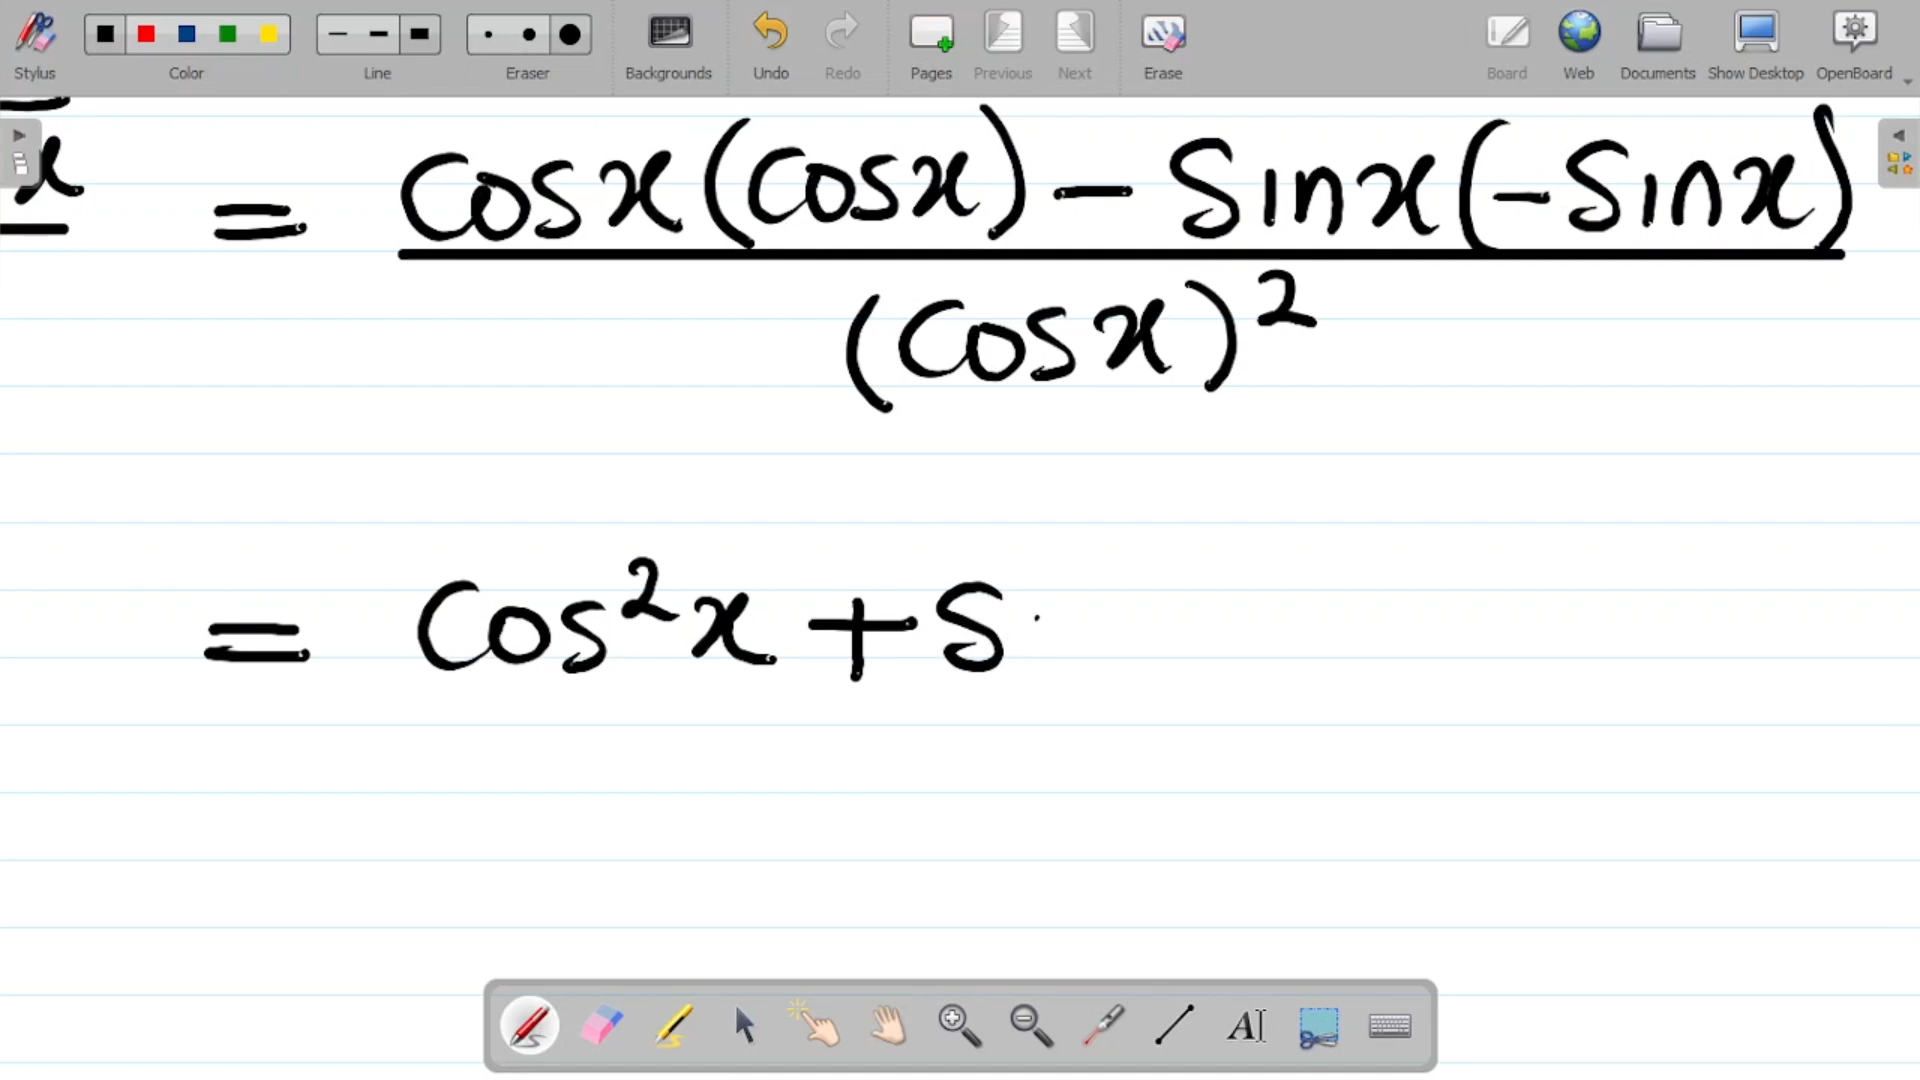 Stylus Color Line Eraser Backgrounds Undo Redo Pages Previous Next Erase Board Web Documents Show Desktop OpenBoard
x = Cosx(Cosx) - Sinx(-Sinx)
(Cosx)²
= Cos²x + S
AI